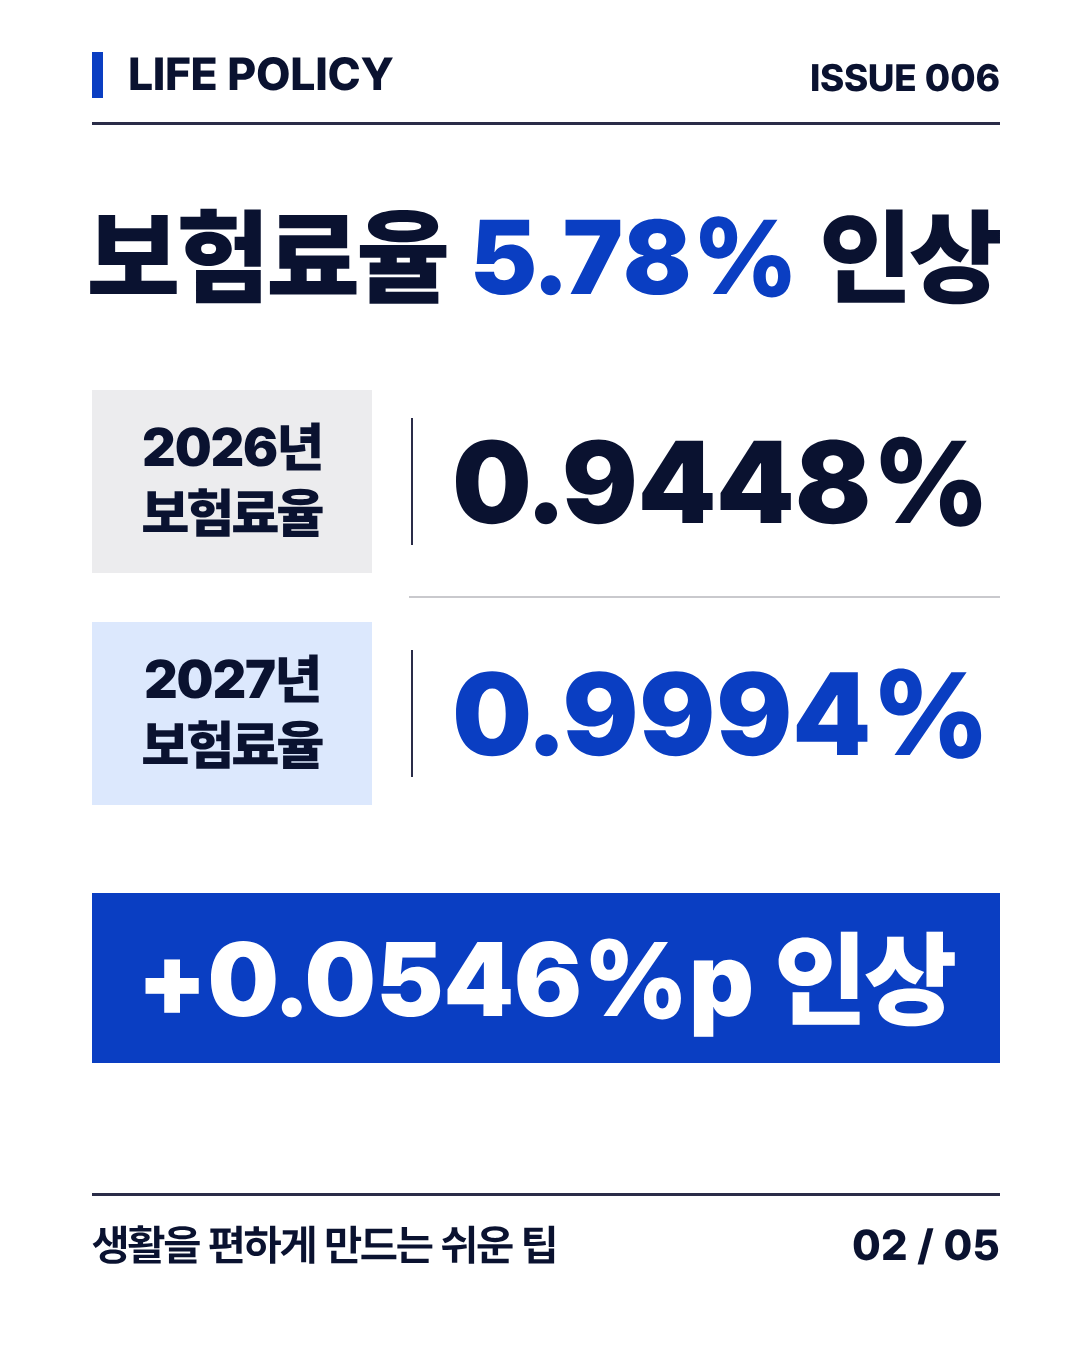 LIFE POLICY
ISSUE 006
보험료율 5.78% 인상
2026년
보험료율
0.9448%
2027년
보험료율
0.9994%
+0.0546%p 인상
생활을 편하게 만드는 쉬운 팁
02 / 05